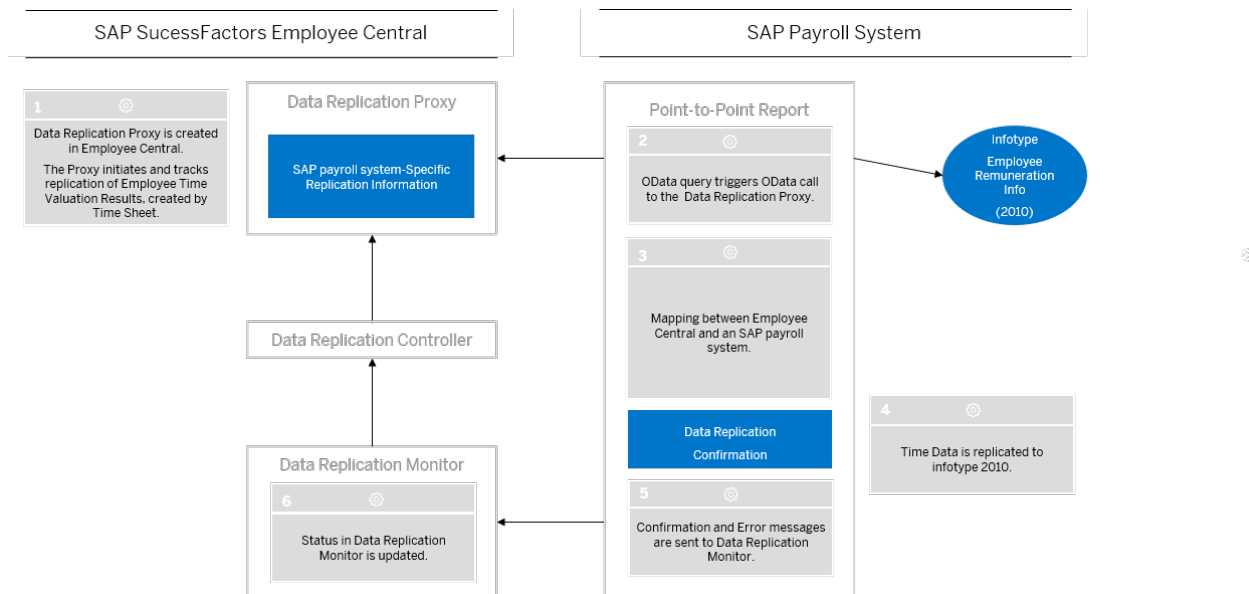 SAP SucessFactors Employee Central
SAP Payroll System
1
Data Replication Proxy is created
in Employee Central.
The Proxy initiates and tracks
replication of Employee Time
Valuation Results, created by
Time Sheet.
Data Replication Proxy
SAP payroll system-Specific
Replication Information
Data Replication Controller
Data Replication Monitor
6
Status in Data Replication
Monitor is updated.
Point-to-Point Report
2
OData query triggers OData call
to the Data Replication Proxy.
3
Mapping between Employee
Central and an SAP payroll
system.
Data Replication
Confirmation
5
Confirmation and Error messages
are sent to Data Replication
Monitor.
Infotype
Employee
Remuneration
Info
(2010)
4
Time Data is replicated to
infotype 2010.